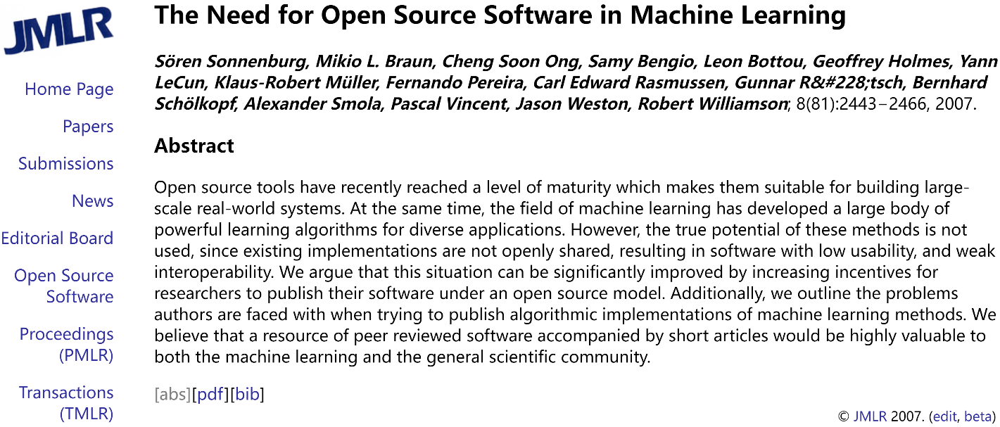 JMLR
Home Page
Papers
Submissions
News
Editorial Board
Open Source
Software
Proceedings
(PMLR)
Transactions
(TMLR)
The Need for Open Source Software in Machine Learning
Sören Sonnenburg, Mikio L. Braun, Cheng Soon Ong, Samy Bengio, Leon Bottou, Geoffrey Holmes, Yann
LeCun, Klaus-Robert Müller, Fernando Pereira, Carl Edward Rasmussen, Gunnar R&#228;tsch, Bernhard
Schölkopf, Alexander Smola, Pascal Vincent, Jason Weston, Robert Williamson; 8(81):2443−2466, 2007.
Abstract
Open source tools have recently reached a level of maturity which makes them suitable for building large-
scale real-world systems. At the same time, the field of machine learning has developed a large body of
powerful learning algorithms for diverse applications. However, the true potential of these methods is not
used, since existing implementations are not openly shared, resulting in software with low usability, and weak
interoperability. We argue that this situation can be significantly improved by increasing incentives for
researchers to publish their software under an open source model. Additionally, we outline the problems
authors are faced with when trying to publish algorithmic implementations of machine learning methods. We
believe that a resource of peer reviewed software accompanied by short articles would be highly valuable to
both the machine learning and the general scientific community.
[abs][pdf][bib]
© JMLR 2007. (edit, beta)